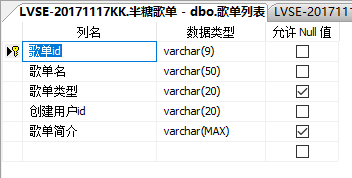 LVSE-20171117KK.半糖歌单 - dbo.歌单列表 LVSE-20171117
列名 数据类型 允许 Null 值
歌单id varchar(9)
歌单名 varchar(50)
歌单类型 varchar(20)
创建用户id varchar(20)
歌单简介 varchar(MAX)